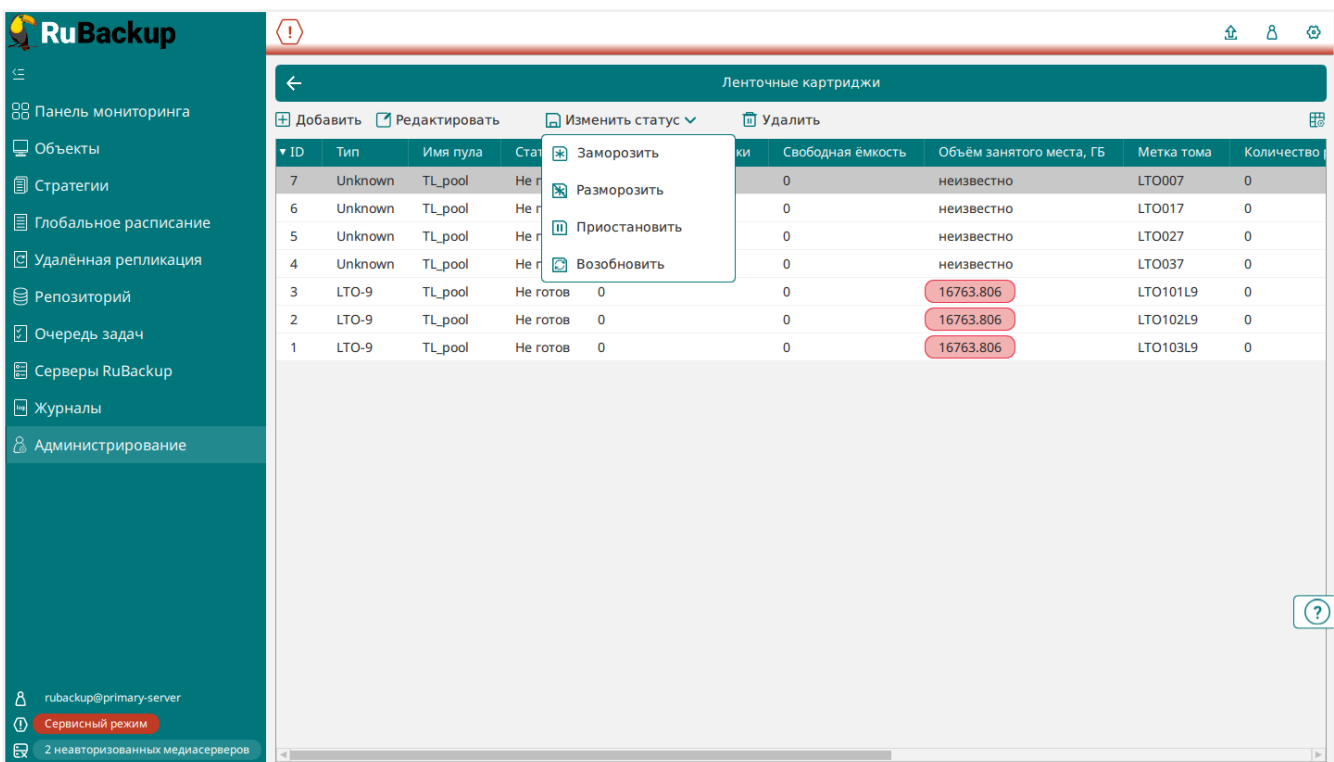 RuBackup
Панель мониторинга
Объекты
Стратегии
Глобальное расписание
Удалённая репликация
Репозиторий
Очередь задач
Серверы RuBackup
Журналы
Администрирование
rubackup@primary-server
Сервисный режим
2 неавторизованных медиасерверов
Ленточные картриджи
Добавить Редактировать Изменить статус Удалить
ID Тип Имя пула Стат ки Свободная ёмкость Объём занятого места, ГБ Метка тома Количество р
Заморозить
Разморозить
Приостановить
Возобновить
7 Unknown TL_pool Не г 0 неизвестно LTO007 0
6 Unknown TL_pool Не г 0 неизвестно LTO017 0
5 Unknown TL_pool Не г 0 неизвестно LTO027 0
4 Unknown TL_pool Не г 0 неизвестно LTO037 0
3 LTO-9 TL_pool Не готов 0 0 16763.806 LTO101L9 0
2 LTO-9 TL_pool Не готов 0 0 16763.806 LTO102L9 0
1 LTO-9 TL_pool Не готов 0 0 16763.806 LTO103L9 0